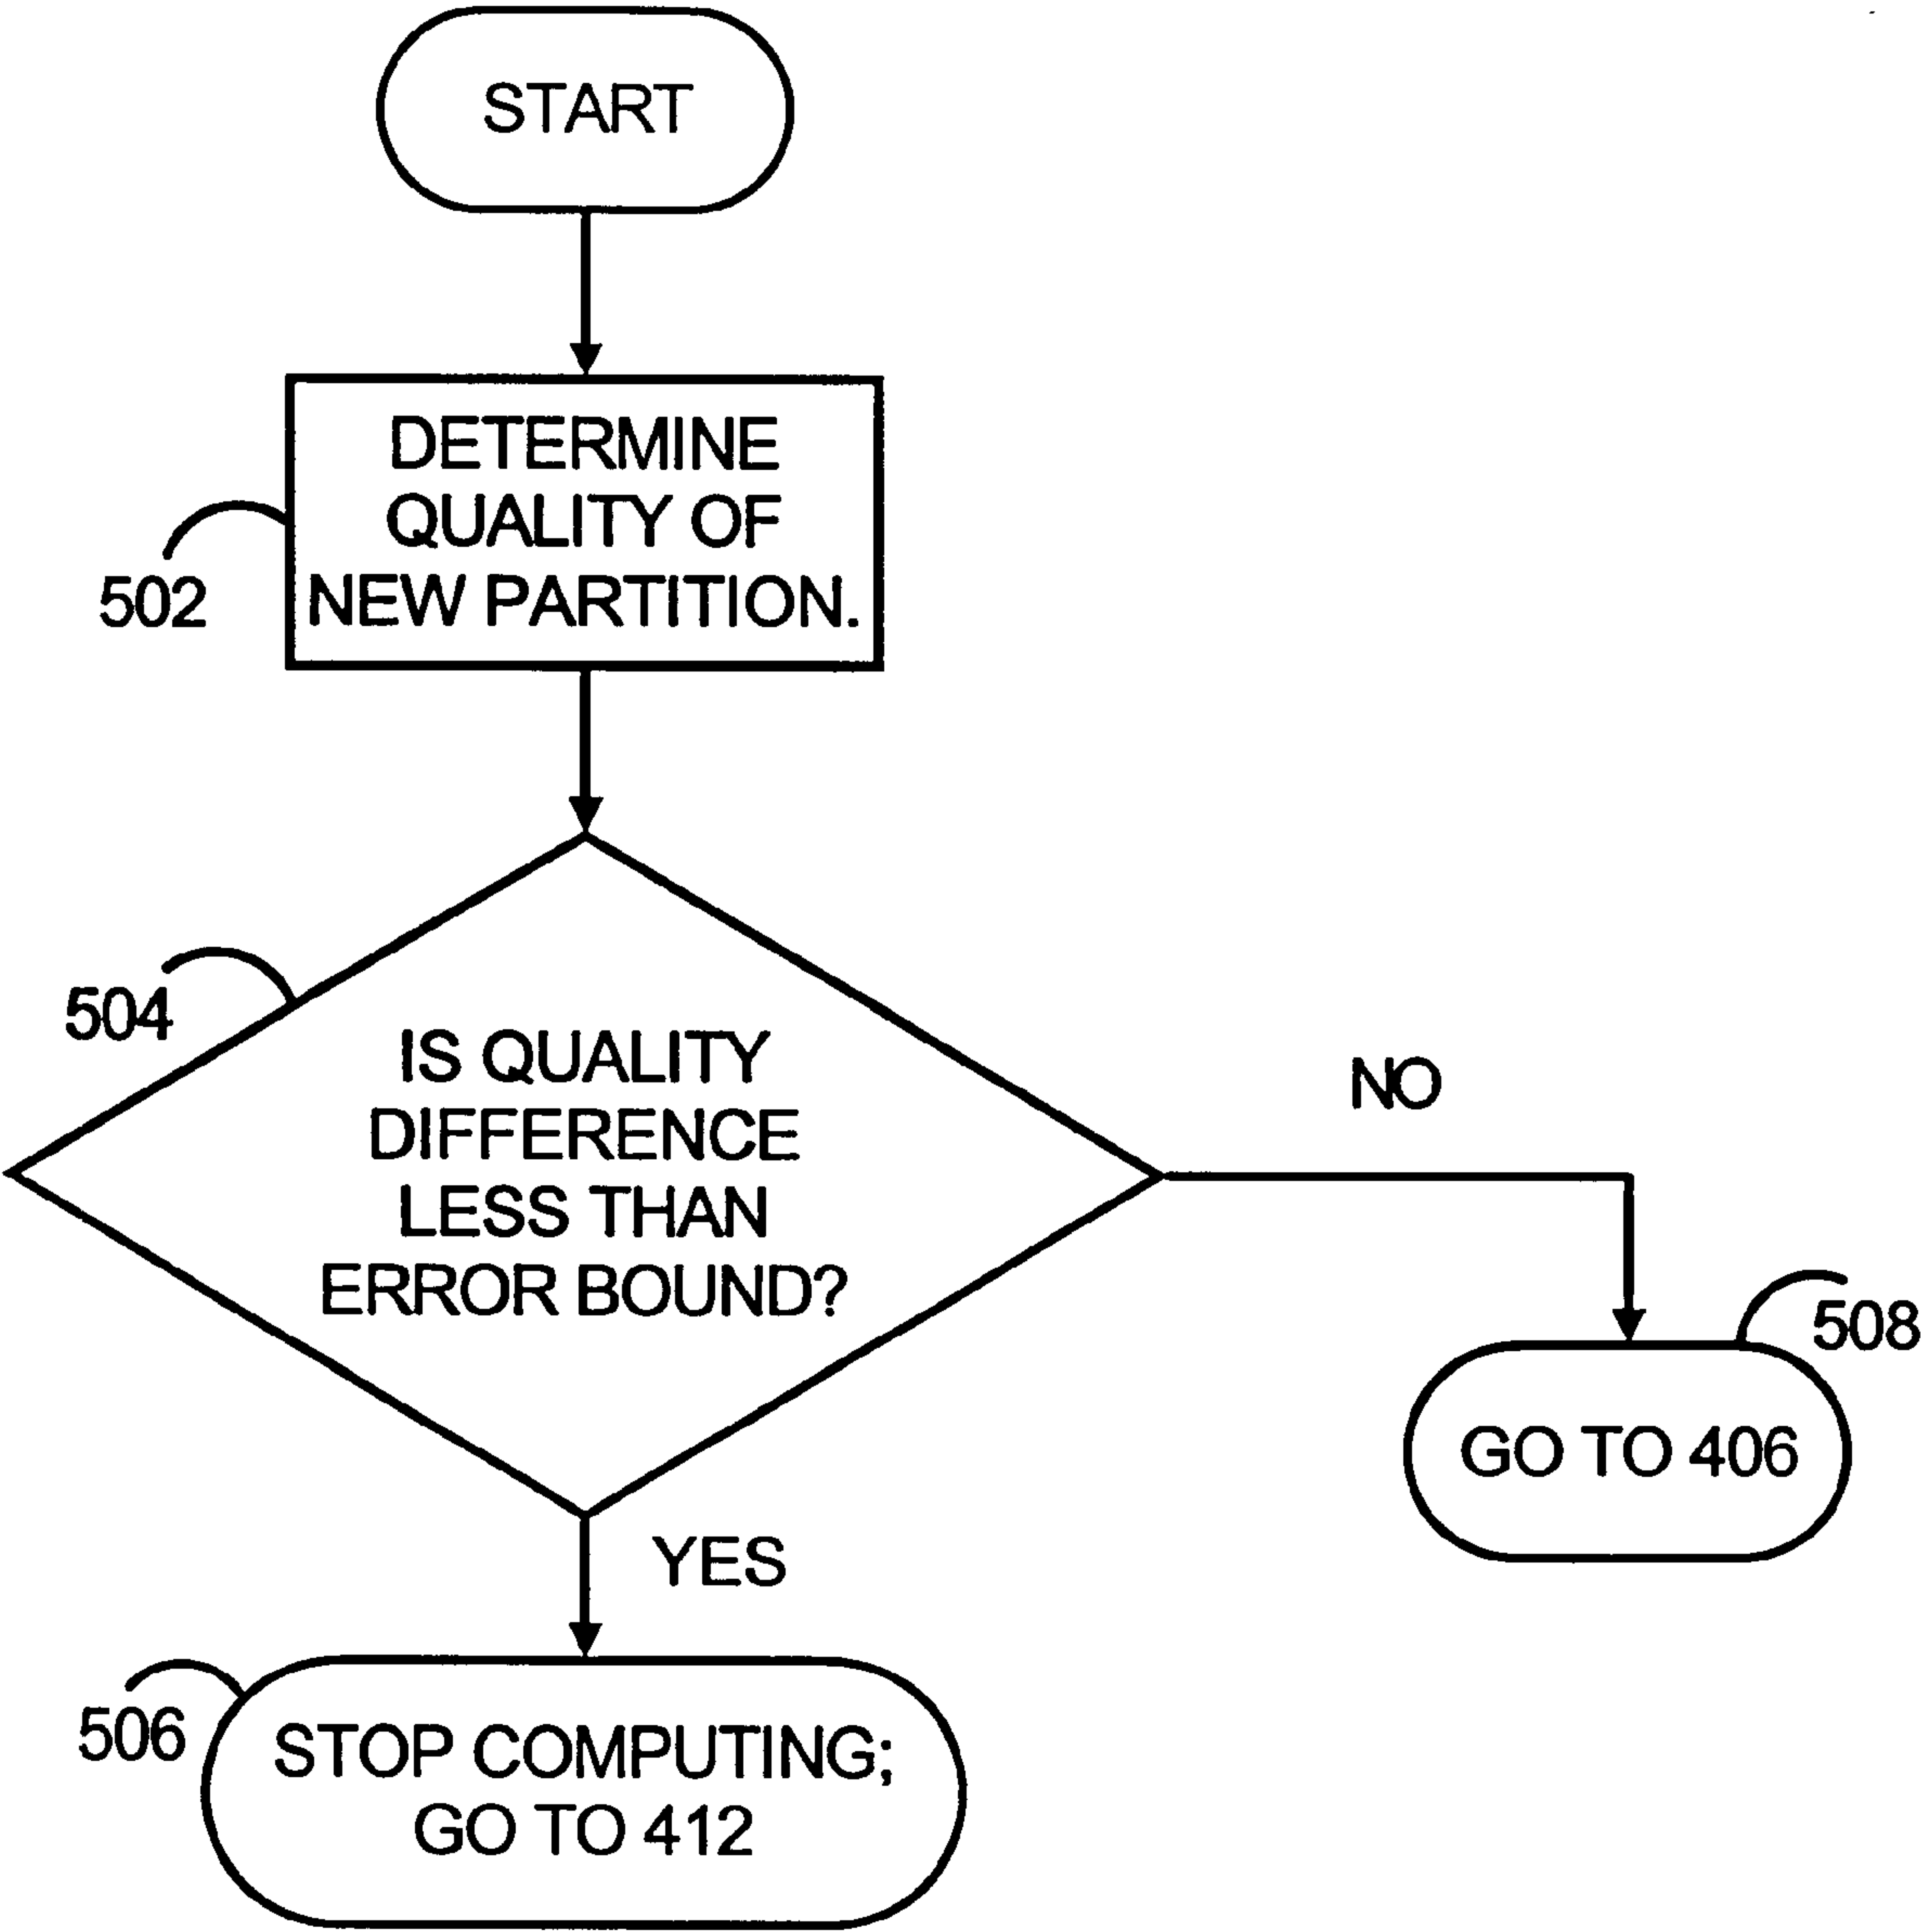 START
DETERMINE
QUALITY OF
NEW PARTITION.
502
504
IS QUALITY
DIFFERENCE
LESS THAN
ERROR BOUND?
NO
508
GO TO 406
YES
506
STOP COMPUTING;
GO TO 412